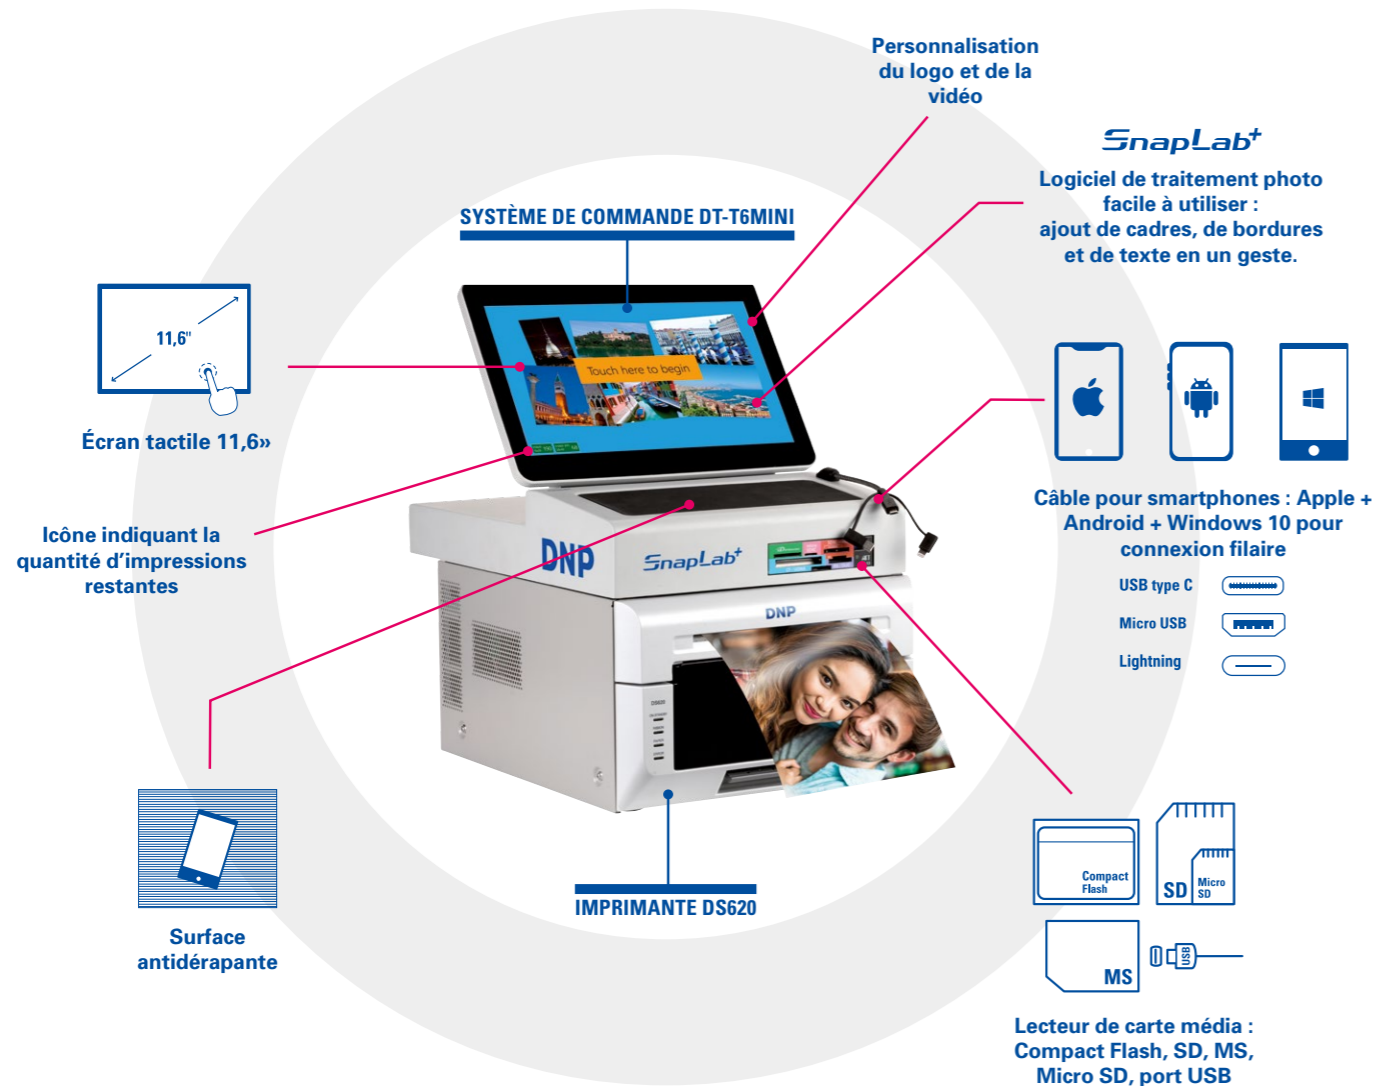 Personnalisation
du logo et de la
vidéo
SnapLab+
Logiciel de traitement photo
facile à utiliser :
ajout de cadres, de bordures
et de texte en un geste.
SYSTÈME DE COMMANDE DT-T6MINI
11,6"
Écran tactile 11,6»
Touch here to begin
Icône indiquant la
quantité d'impressions
restantes
Câble pour smartphones : Apple +
Android + Windows 10 pour
connexion filaire
USB type C
Micro USB
Lightning
DNP
SnapLab+
DNP
DS620
IMPRIMANTE DS620
Surface
antidérapante
Compact
Flash
SD
Micro
SD
MS
USB
Lecteur de carte média :
Compact Flash, SD, MS,
Micro SD, port USB